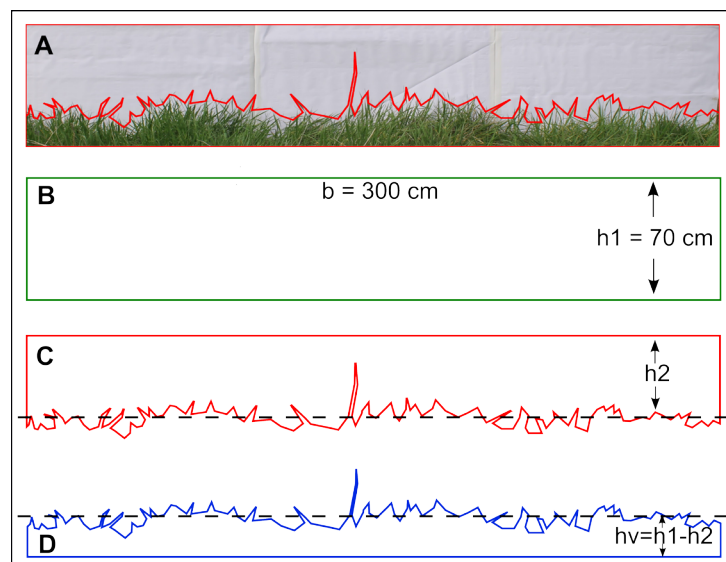 A
B
b = 300 cm
h1 = 70 cm
C
h2
D
hv=h1-h2